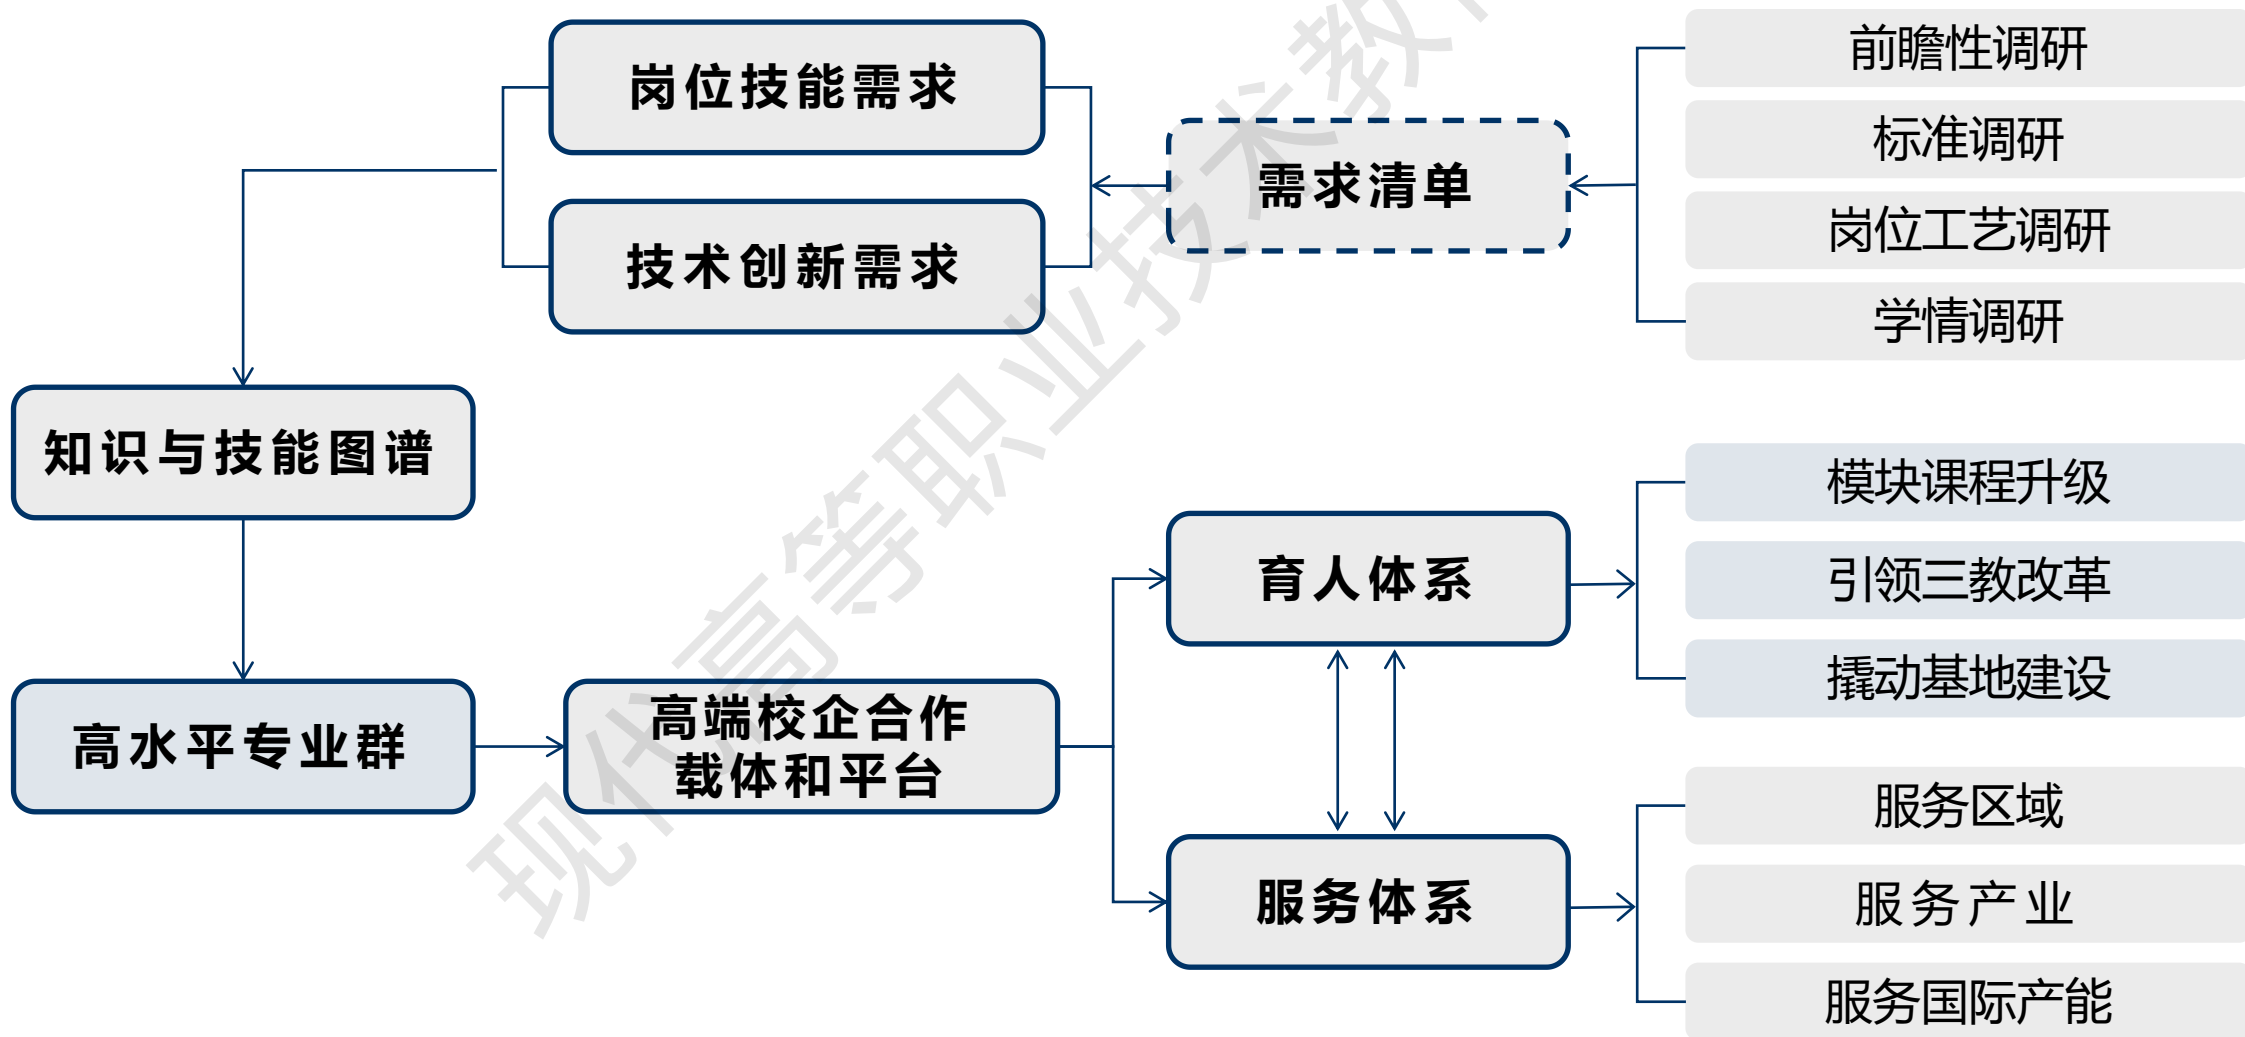 岗位技能需求
技术创新需求
需求清单
前瞻性调研
标准调研
岗位工艺调研
学情调研
知识与技能图谱
高水平专业群
高端校企合作
载体和平台
育人体系
服务体系
模块课程升级
引领三教改革
撬动基地建设
服务区域
服务产业
服务国际产能
现代高等职业技术教